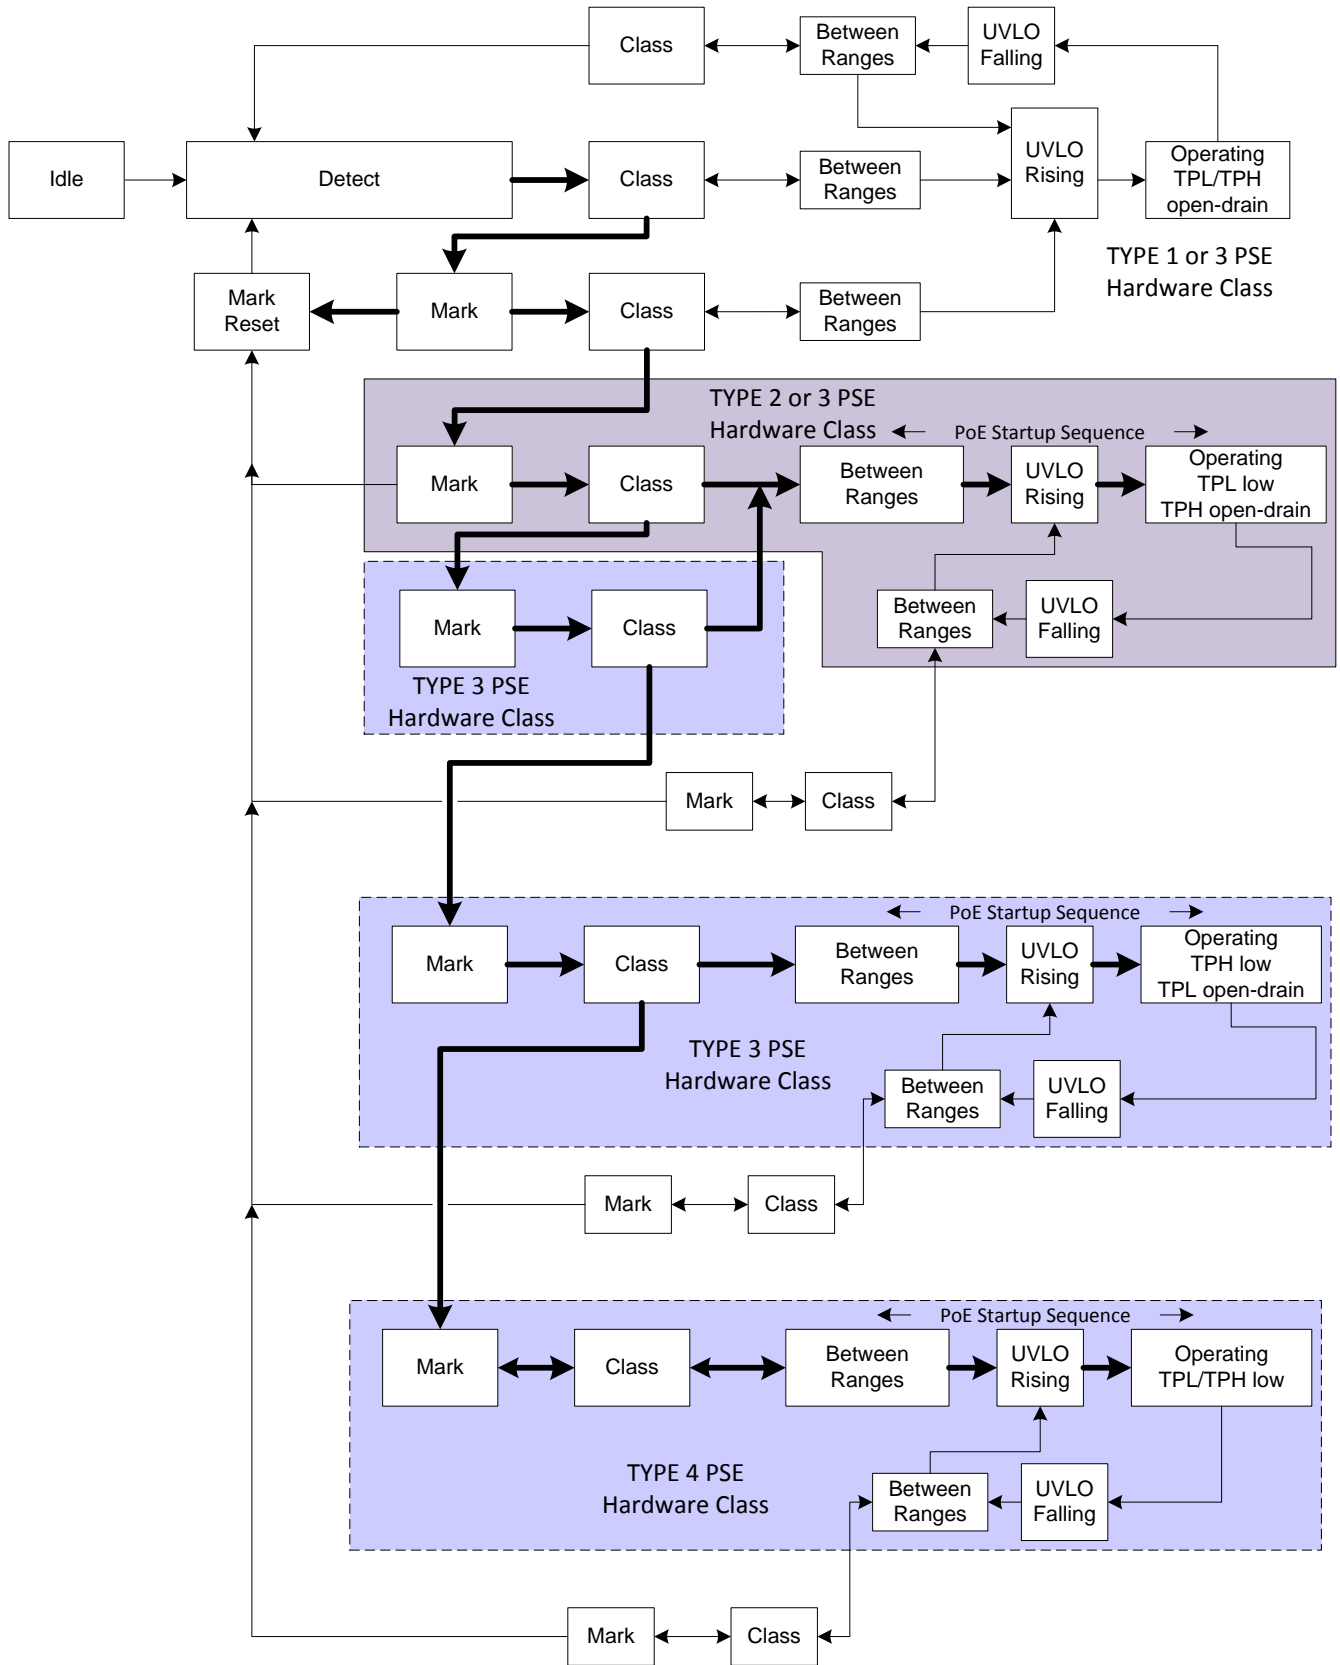 Class
Between
Ranges
UVLO
Falling
Idle
Detect
Class
Between
Ranges
UVLO
Rising
Operating
TPL/TPH
open-drain
TYPE 1 or 3 PSE
Hardware Class
Mark
Reset
Mark
Class
Between
Ranges
TYPE 2 or 3 PSE
Hardware Class
PoE Startup Sequence
Mark
Class
Between
Ranges
UVLO
Rising
Operating
TPL low
TPH open-drain
Between
Ranges
UVLO
Falling
Mark
Class
TYPE 3 PSE
Hardware Class
Mark
Class
PoE Startup Sequence
Mark
Class
Between
Ranges
UVLO
Rising
Operating
TPH low
TPL open-drain
TYPE 3 PSE
Hardware Class
Between
Ranges
UVLO
Falling
Mark
Class
PoE Startup Sequence
Mark
Class
Between
Ranges
UVLO
Rising
Operating
TPL/TPH low
TYPE 4 PSE
Hardware Class
Between
Ranges
UVLO
Falling
Mark
Class